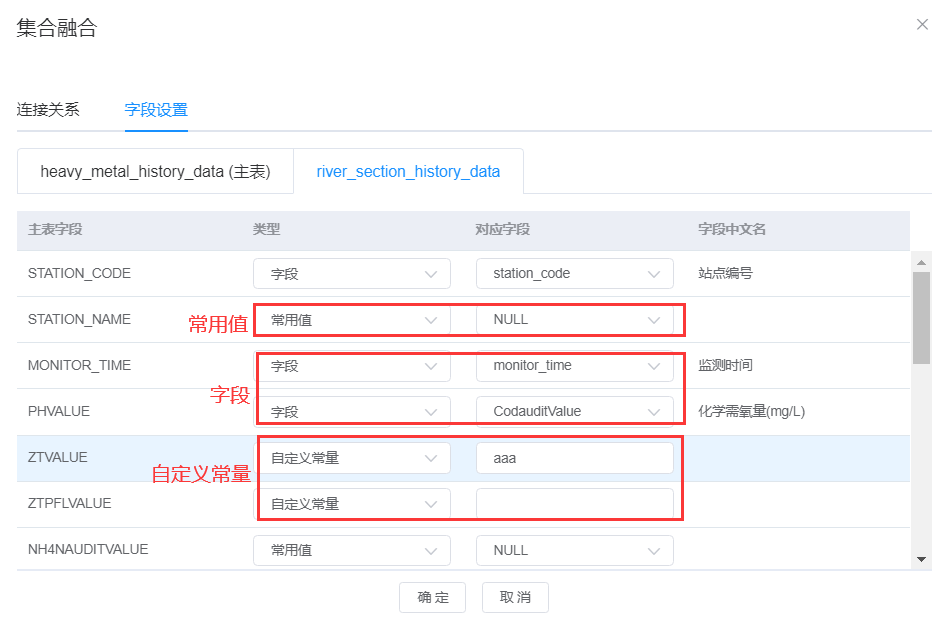 集合融合
连接关系 字段设置
heavy_metal_history_data (主表) river_section_history_data
主表字段 类型 对应字段 字段中文名
STATION_CODE 字段 station_code 站点编号
常用值
STATION_NAME 常用值 NULL
MONITOR_TIME 字段 monitor_time 监测时间
字段
PHVALUE 字段 CodauditValue 化学需氧量(mg/L)
ZTVALUE 自定义常量 aaa
自定义常量
ZTPFLVALUE 自定义常量
NH4NAUDITVALUE 常用值 NULL
确 定 取 消